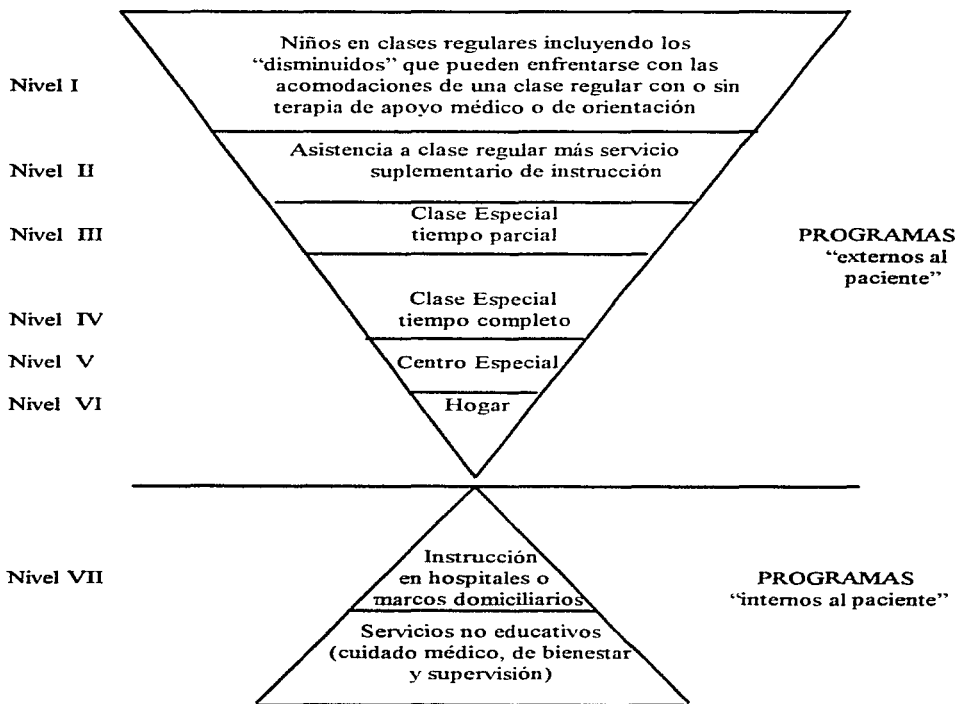 Niños en clases regulares incluyendo los
“disminuidos” que pueden enfrentarse con las
acomodaciones de una clase regular con o sin
terapia de apoyo médico o de orientación
Nivel I
Asistencia a clase regular más servicio
suplementario de instrucción
Nivel II
Clase Especial
tiempo parcial
Nivel III
PROGRAMAS
“externos al
paciente”
Clase Especial
tiempo completo
Nivel IV
Nivel V
Centro Especial
Nivel VI
Hogar
Instrucción
en hospitales o
marcos domiciliarios
Nivel VII
PROGRAMAS
“internos al paciente”
Servicios no educativos
(cuidado médico, de bienestar
y supervisión)